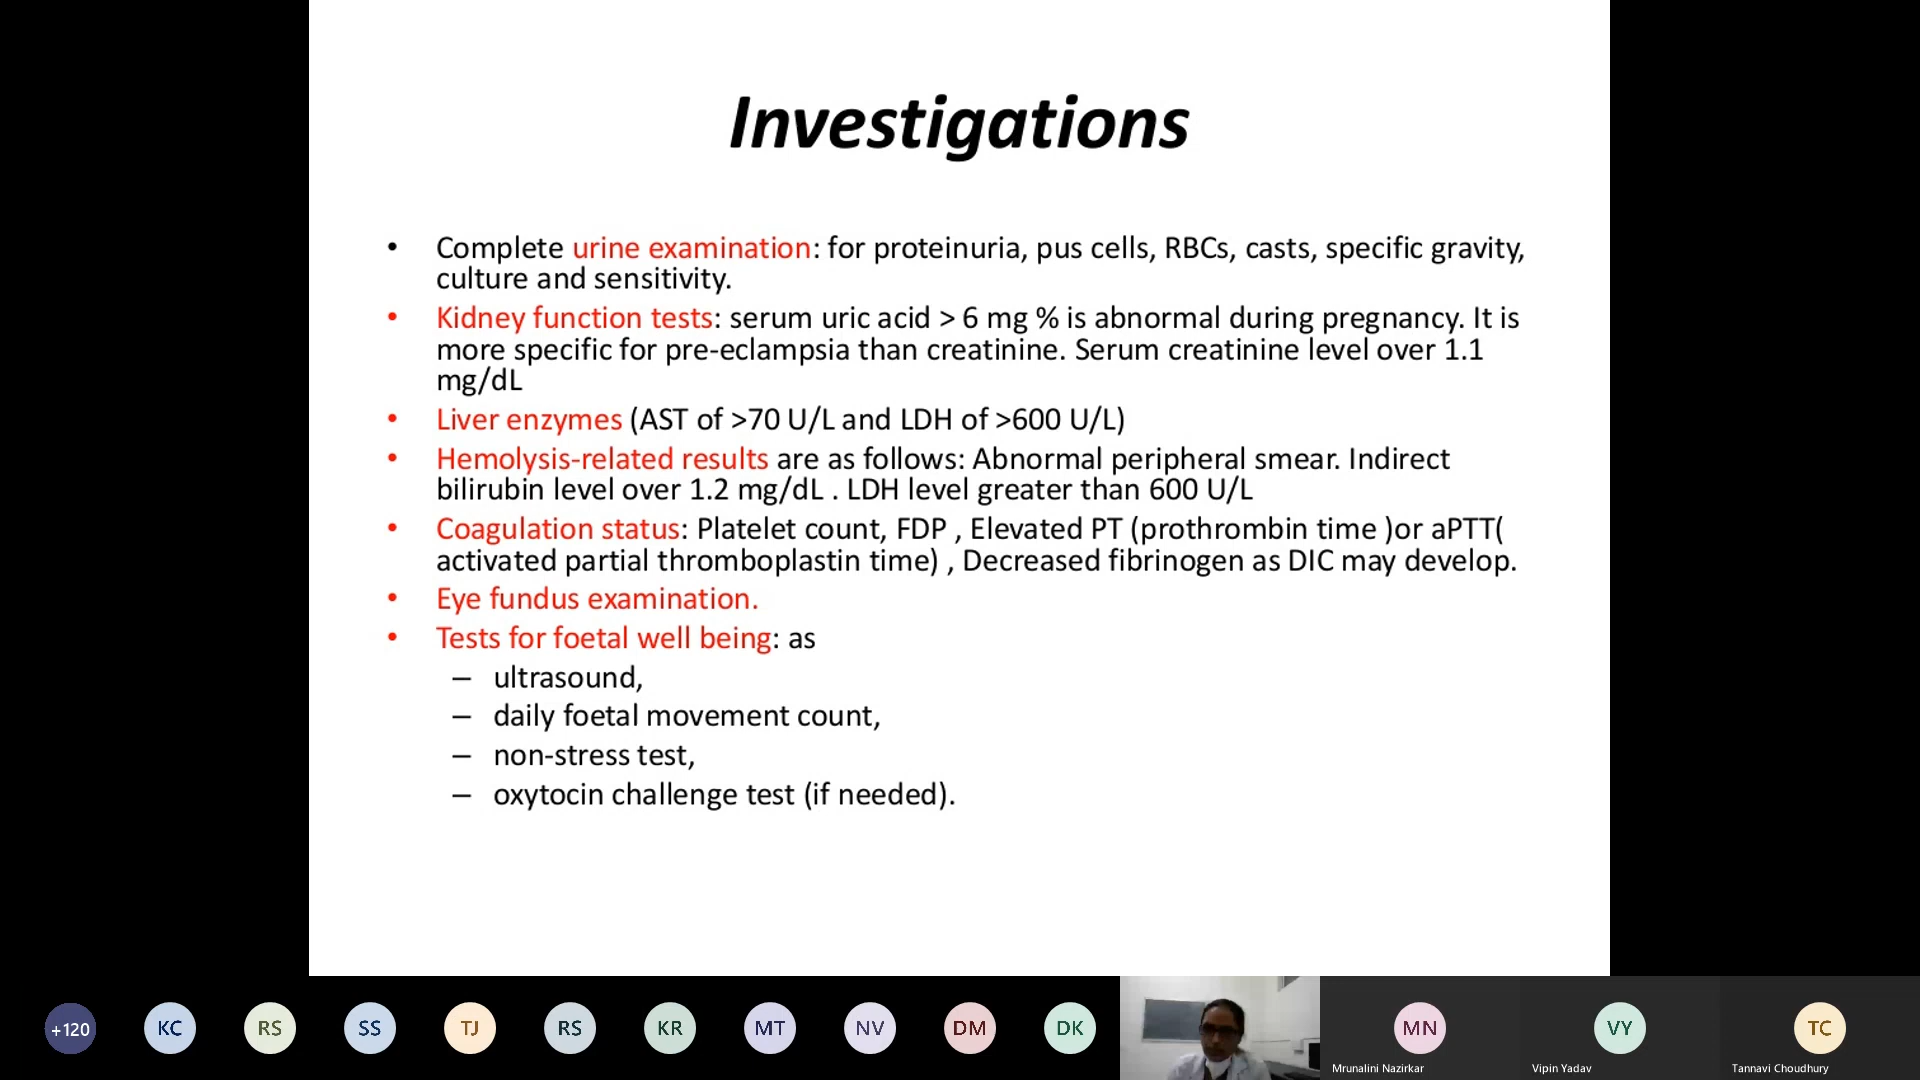 Investigations
• Complete urine examination: for proteinuria, pus cells, RBCs, casts, specific gravity,
culture and sensitivity.
• Kidney function tests: serum uric acid > 6 mg % is abnormal during pregnancy. It is
more specific for pre-eclampsia than creatinine. Serum creatinine level over 1.1
mg/dL
• Liver enzymes (AST of >70 U/L and LDH of >600 U/L)
• Hemolysis-related results are as follows: Abnormal peripheral smear. Indirect
bilirubin level over 1.2 mg/dL . LDH level greater than 600 U/L
• Coagulation status: Platelet count, FDP , Elevated PT (prothrombin time )or aPTT(
activated partial thromboplastin time) , Decreased fibrinogen as DIC may develop.
• Eye fundus examination.
• Tests for foetal well being: as
– ultrasound,
– daily foetal movement count,
– non-stress test,
– oxytocin challenge test (if needed).
+120 KC RS SS TJ RS KR MT NV DM DK MN VY TC
Mrunalini Nazirkar Vipin Yadav Tannavi Choudhury